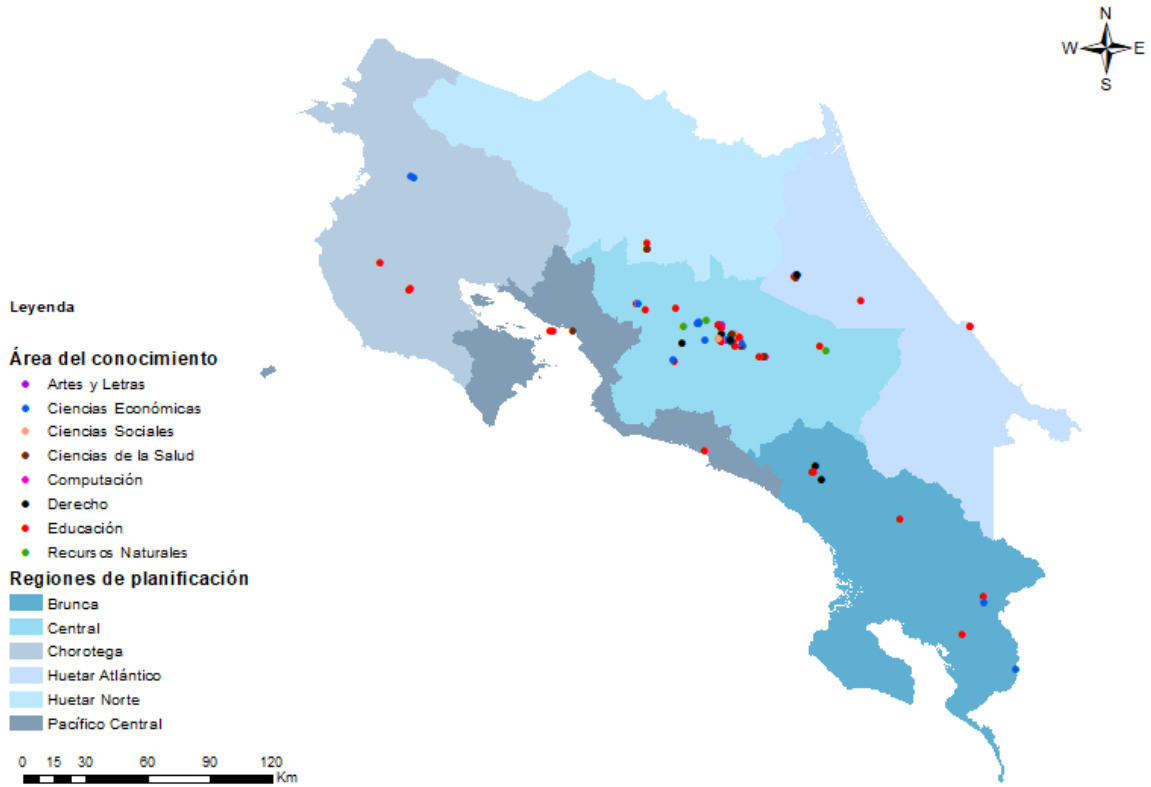 N
W E
S
Leyenda
Área del conocimiento
Artes y Letras
Ciencias Económicas
Ciencias Sociales
Ciencias de la Salud
Computación
Derecho
Educación
Recursos Naturales
Regiones de planificación
Brunca
Central
Chorotega
Huetar Atlántico
Huetar Norte
Pacífico Central
0 15 30 60 90 120
Km